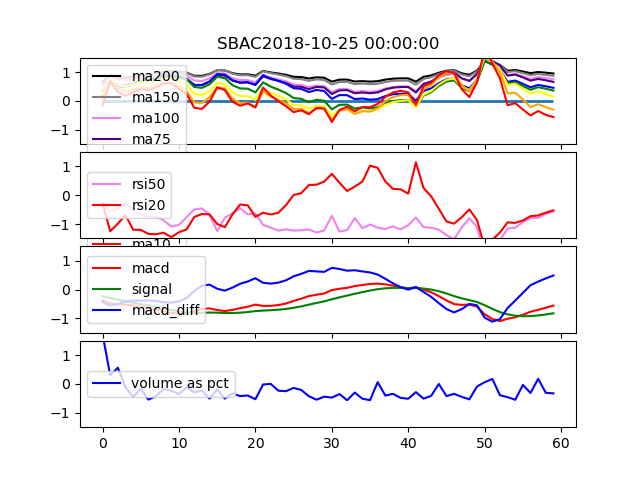 SBAC2018-10-25 00:00:00
1
0
−1
ma200
ma150
ma100
ma75
1
0
−1
rsi50
rsi20
ma10
1
0
−1
macd
signal
macd_diff
1
0
−1
volume as pct
0 10 20 30 40 50 60